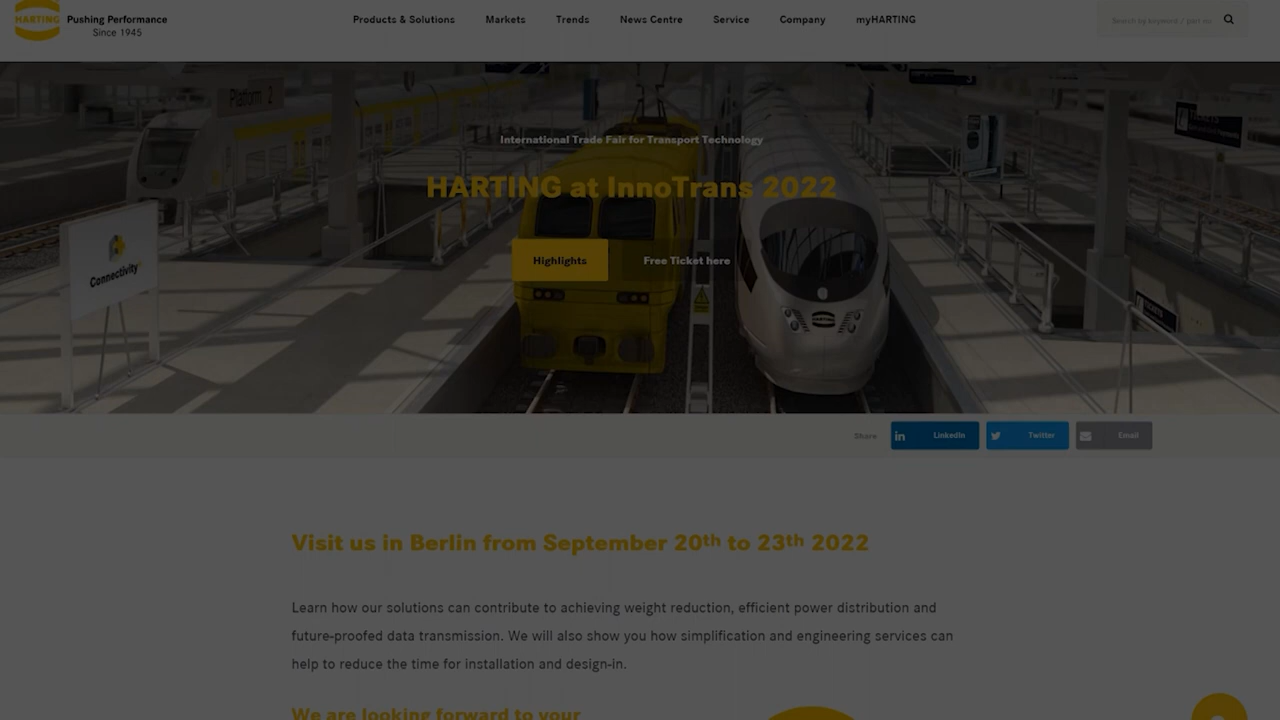 HARTING
Pushing Performance
Since 1945
Products & Solutions
Markets
Trends
News Centre
Service
Company
myHARTING
Search by keyword / part no
Platform 2
International Trade Fair for Transport Technology
HARTING at InnoTrans 2022
Highlights
Free Ticket here
Connectivity+
HARTING
Share
LinkedIn
Twitter
Email
Visit us in Berlin from September 20th to 23th 2022
Learn how our solutions can contribute to achieving weight reduction, efficient power distribution and
future-proofed data transmission. We will also show you how simplification and engineering services can
help to reduce the time for installation and design-in.
We are looking forward to your